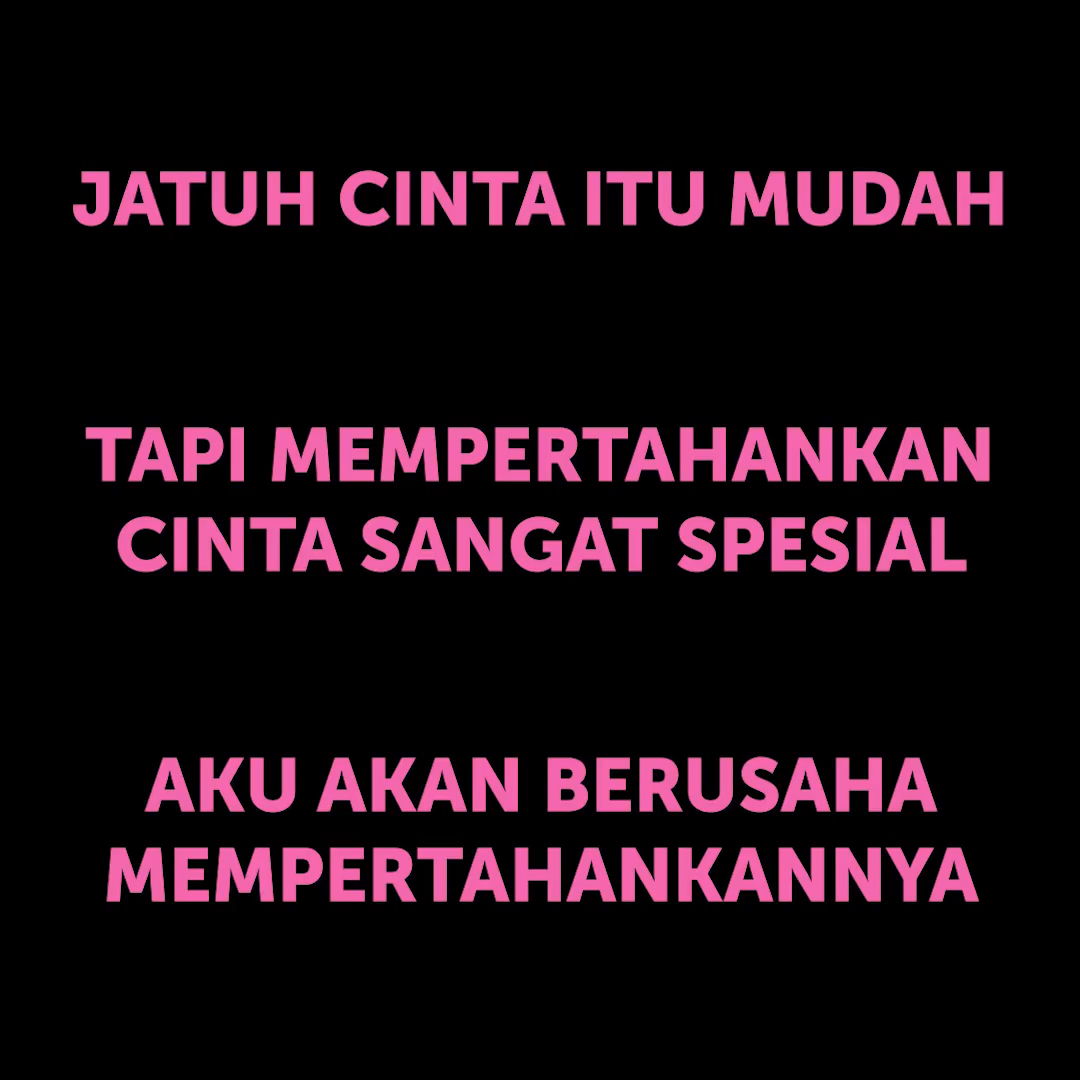 JATUH CINTA ITU MUDAH
TAPI MEMPERTAHANKAN
CINTA SANGAT SPESIAL
AKU AKAN BERUSAHA
MEMPERTAHANKANNYA